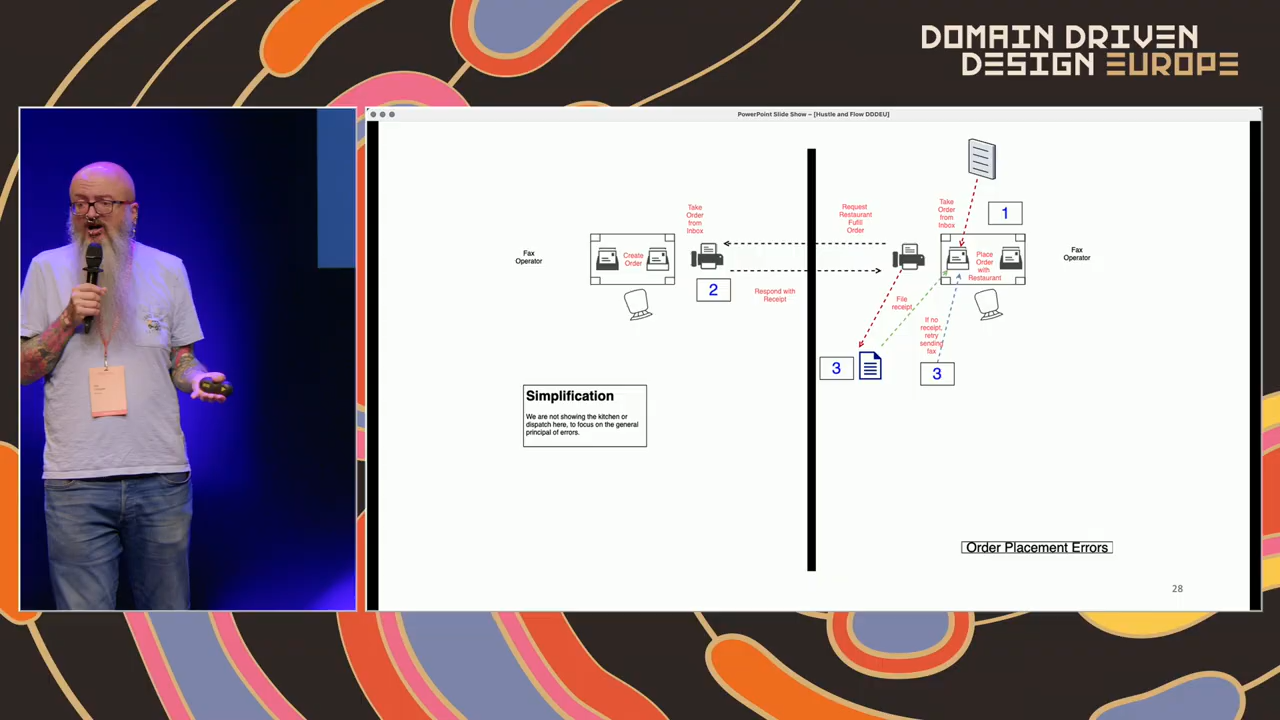 DOMAIN DRIVEN
DESIGN EUROPE
PowerPoint Slide Show – [Hustle and Flow DDDEU]
Take
Order
from
Inbox
Request
Restaurant
Fufill
Order
Take
Order
from
Inbox
1
Fax
Operator
Create
Order
Place
Order
with
Restaurant
Fax
Operator
2
Respond with
Receipt
File
receipt
If no
receipt,
retry
sending
fax
3
3
Simplification
We are not showing the kitchen or
dispatch here, to focus on the general
principal of errors.
Order Placement Errors
28